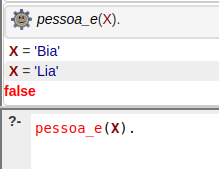 pessoa_e(X).
X = 'Bia'
X = 'Lia'
false
?- pessoa_e(X).